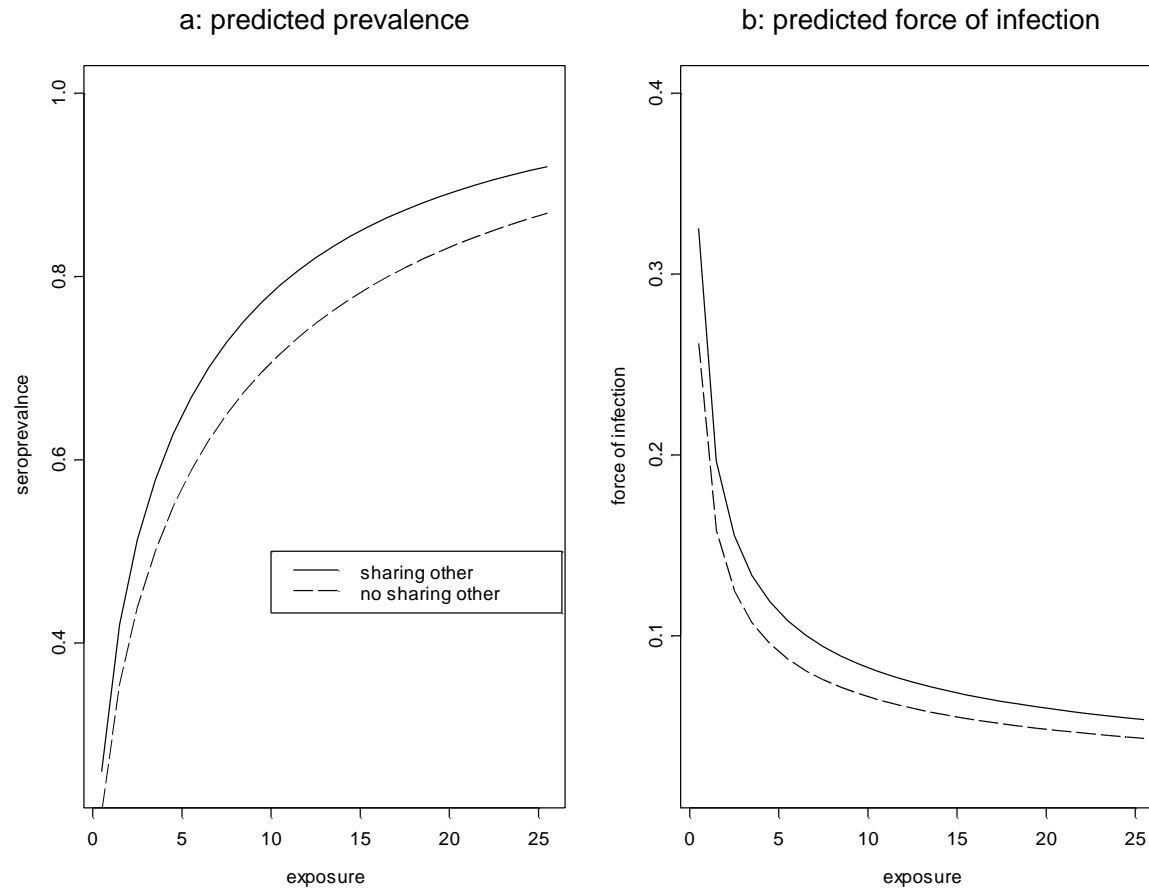 a: predicted prevalence
seroprevalnce
1.0
0.8
0.6
0.4
sharing other
no sharing other
0 5 10 15 20 25
exposure
b: predicted force of infection
force of infection
0.4
0.3
0.2
0.1
0 5 10 15 20 25
exposure